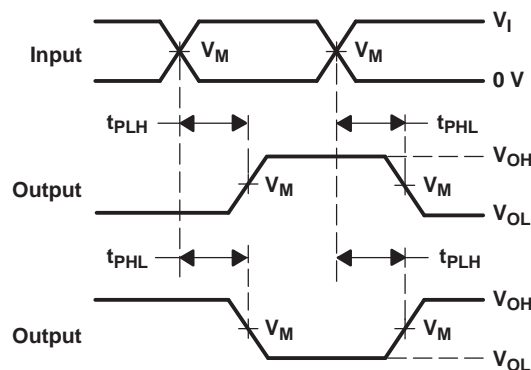 V_I
Input V_M V_M
0 V
t_PLH t_PHL
V_OH
Output V_M V_M
V_OL
t_PHL t_PLH
V_OH
Output V_M V_M
V_OL